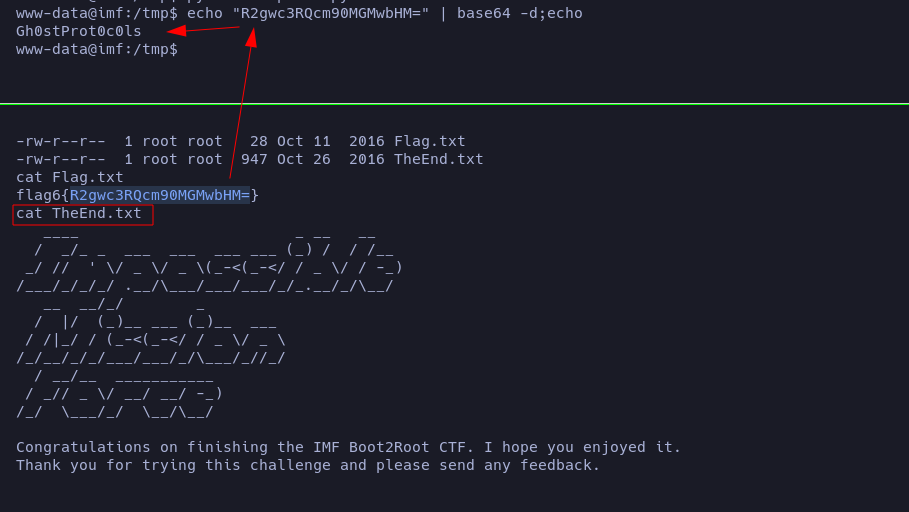 www-data@imf:/tmp$ echo "R2gwc3RQcm90MGMwbHM=" | base64 -d;echo
Gh0stProt0c0ls
www-data@imf:/tmp$
-rw-r--r--  1 root root   28 Oct 11  2016 Flag.txt
-rw-r--r--  1 root root  947 Oct 26  2016 TheEnd.txt
cat Flag.txt
flag6{R2gwc3RQcm90MGMwbHM=}
cat TheEnd.txt
   ____                          _ __   __
  /  _/_ _  ___  ___  ___ ___ (_) /  / /__
 _/ //  ' \/ _ \/ _ \(_-<(_-</ / _ \/ / -_)
/___/_/_/_/ .__/\___/___/___/_/_.__/_/\__/
   __  __/_/        _
  /  |/  (_)__ ___ (_)__  ___
 / /|_/ / (_-<(_-</ / _ \/ _ \
/_/__/_/_/___/___/_/\___/_//_/
  / __/__  ___________
 / _// _ \/ __/ __/ -_)
/_/  \___/_/  \__/\__/
Congratulations on finishing the IMF Boot2Root CTF. I hope you enjoyed it.
Thank you for trying this challenge and please send any feedback.